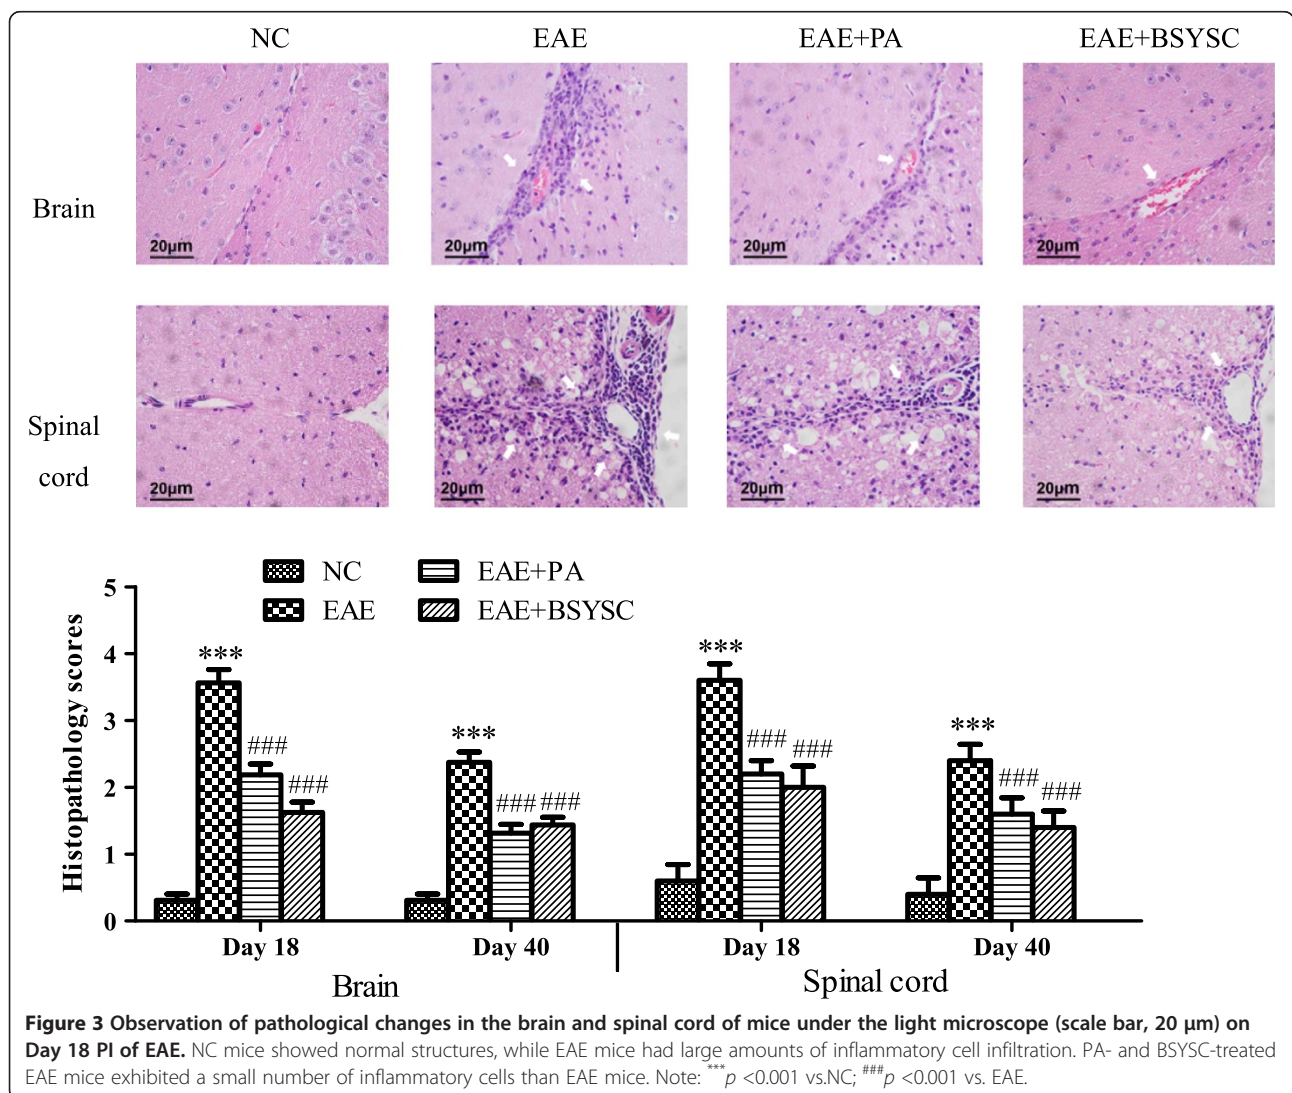 NC EAE EAE+PA EAE+BSYSC
Brain
20μm 20μm 20μm 20μm
Spinal
cord
20μm 20μm 20μm 20μm
NC EAE+PA
EAE EAE+BSYSC
Histopathology scores
5
4
3
2
1
0
*** ### ###
*** ### ###
*** ### ###
*** ### ###
Day 18 Day 40 Day 18 Day 40
Brain Spinal cord
Figure 3 Observation of pathological changes in the brain and spinal cord of mice under the light microscope (scale bar, 20 μm) on
Day 18 PI of EAE. NC mice showed normal structures, while EAE mice had large amounts of inflammatory cell infiltration. PA- and BSYSC-treated
EAE mice exhibited a small number of inflammatory cells than EAE mice. Note: ***p <0.001 vs.NC; ###p <0.001 vs. EAE.